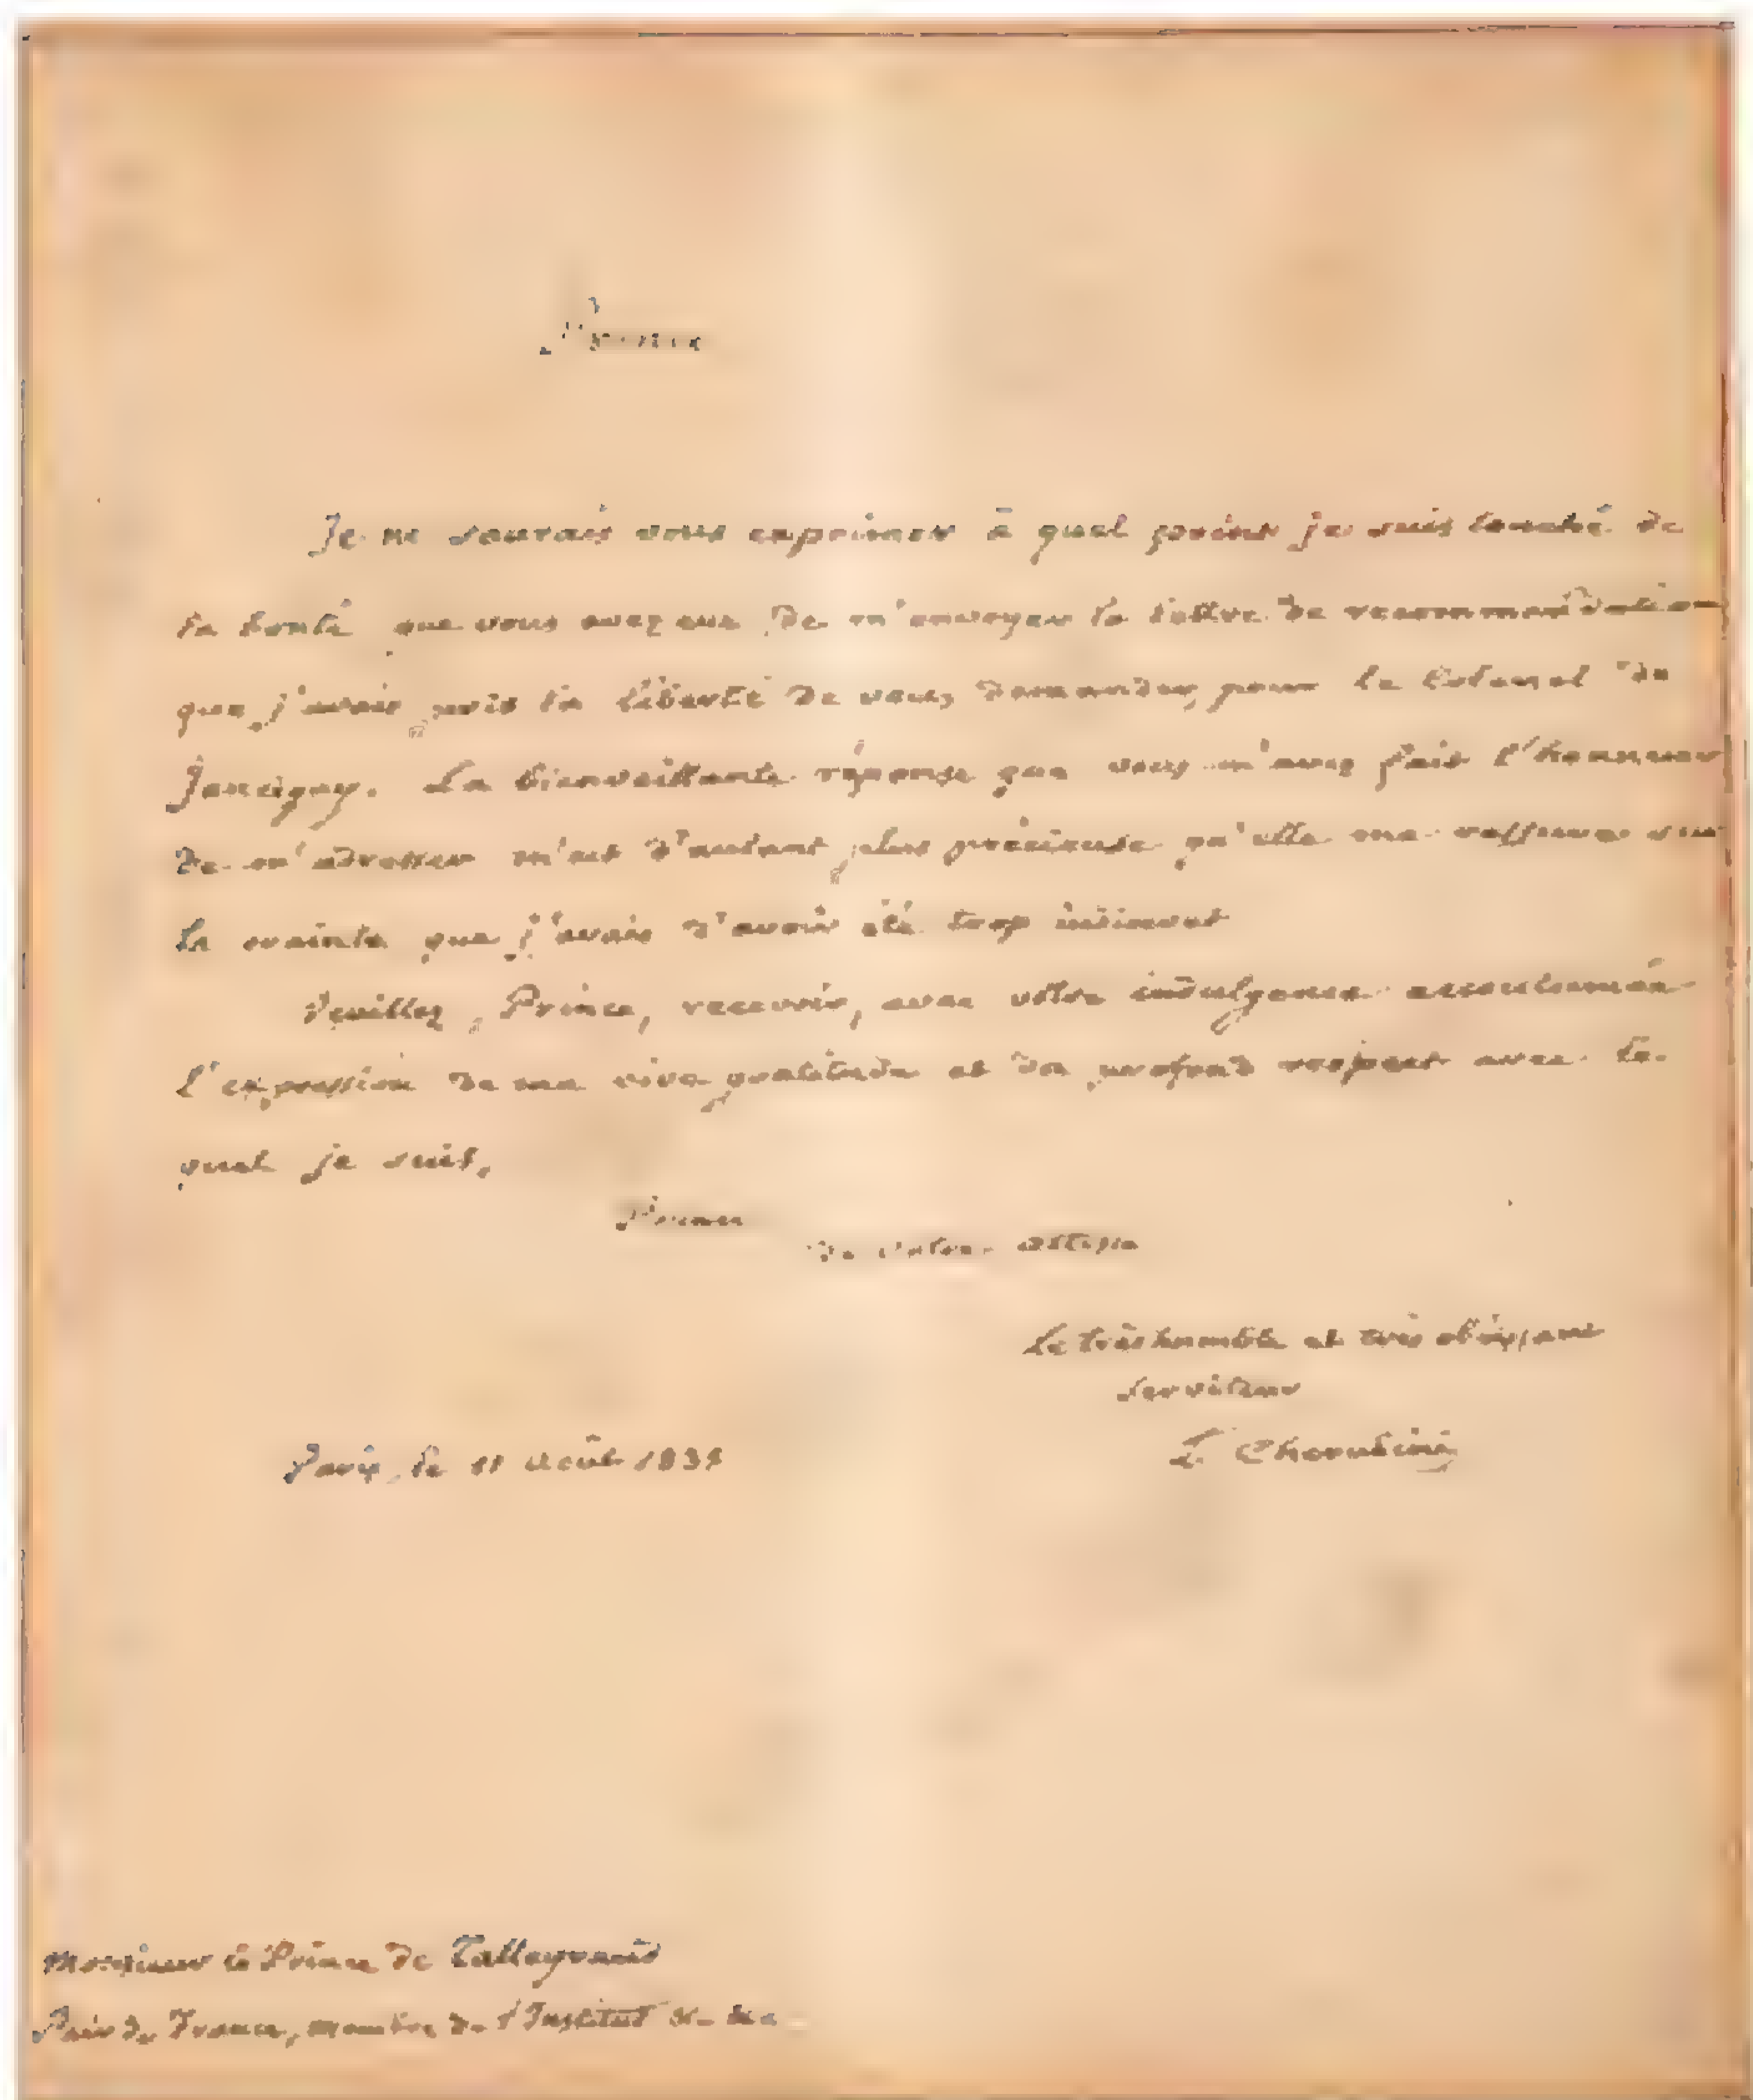 Prince
Je ne saurais vous exprimer à quel point je suis touché de
la bonté que vous avez eue de m'envoyer la lettre de recommandation
que j'avais pris la liberté de vous demander, pour le Colonel de
La bienveillante réponse que vous m'avez fait l'honneur
de m'adresser m'est d'autant plus précieuse qu'elle me rassure sur
la crainte que j'avais d'avoir été trop indiscret
Veuillez, Prince, recevoir, avec votre indulgence accoutumée
l'expression de ma vive gratitude et du profond respect avec le
quel je suis,
Prince
De Votre Altesse
Le très humble et très obéissant
Serviteur
L. Cherubini
Paris, le 11 Août
Monsieur le Prince de Talleyrand
Pair de France, membre de l'Institut &c. &c.